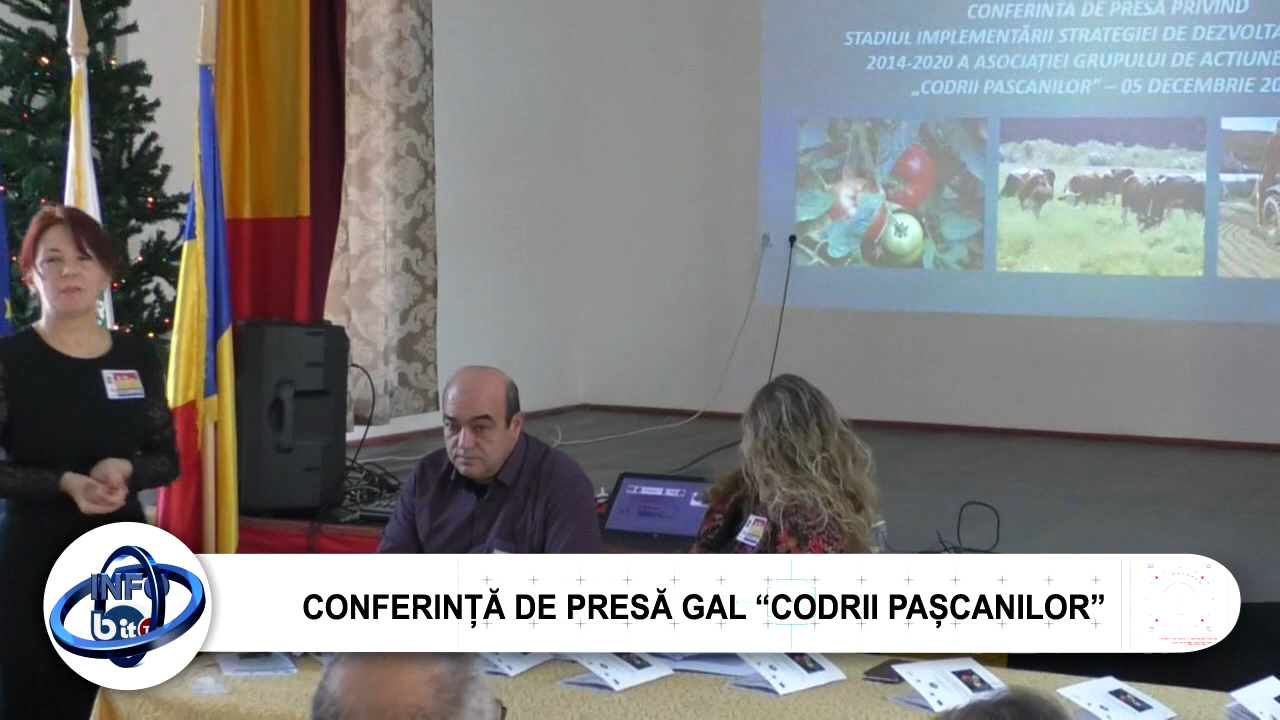 CONFERINTA DE PRESĂ PRIVIND
STADIUL IMPLEMENTĂRII STRATEGIEI DE DEZVOLTA
2014-2020 A ASOCIAȚIEI GRUPULUI DE ACTIUNE
„CODRII PASCANILOR” – 05 DECEMBRIE 20
INFO
bit
CONFERINȚĂ DE PRESĂ GAL “CODRII PAȘCANILOR”